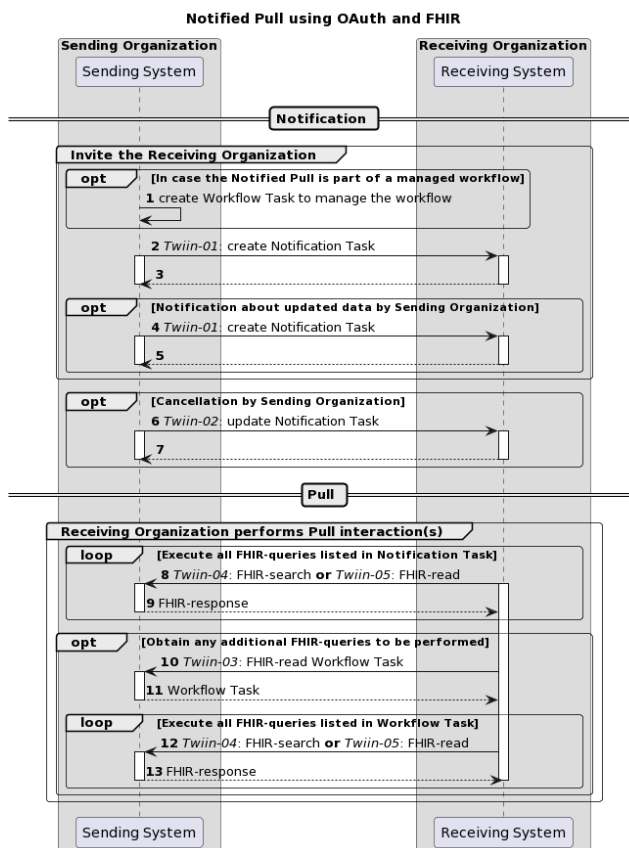 Notified Pull using OAuth and FHIR
Sending Organization
Receiving Organization
Sending System
Receiving System
Notification
Invite the Receiving Organization
opt [In case the Notified Pull is part of a managed workflow]
1 create Workflow Task to manage the workflow
2 Twiin-01: create Notification Task
3
opt [Notification about updated data by Sending Organization]
4 Twiin-01: create Notification Task
5
opt [Cancellation by Sending Organization]
6 Twiin-02: update Notification Task
7
Pull
Receiving Organization performs Pull interaction(s)
loop [Execute all FHIR-queries listed in Notification Task]
8 Twiin-04: FHIR-search or Twiin-05: FHIR-read
9 FHIR-response
opt [Obtain any additional FHIR-queries to be performed]
10 Twiin-03: FHIR-read Workflow Task
11 Workflow Task
loop [Execute all FHIR-queries listed in Workflow Task]
12 Twiin-04: FHIR-search or Twiin-05: FHIR-read
13 FHIR-response
Sending System
Receiving System